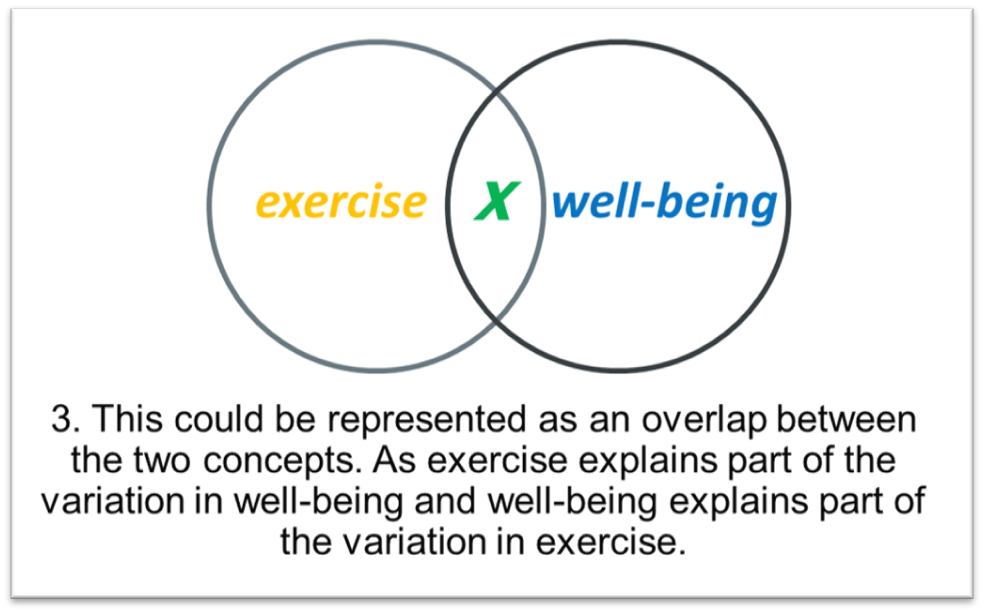 exercise X well-being
3. This could be represented as an overlap between
the two concepts. As exercise explains part of the
variation in well-being and well-being explains part of
the variation in exercise.